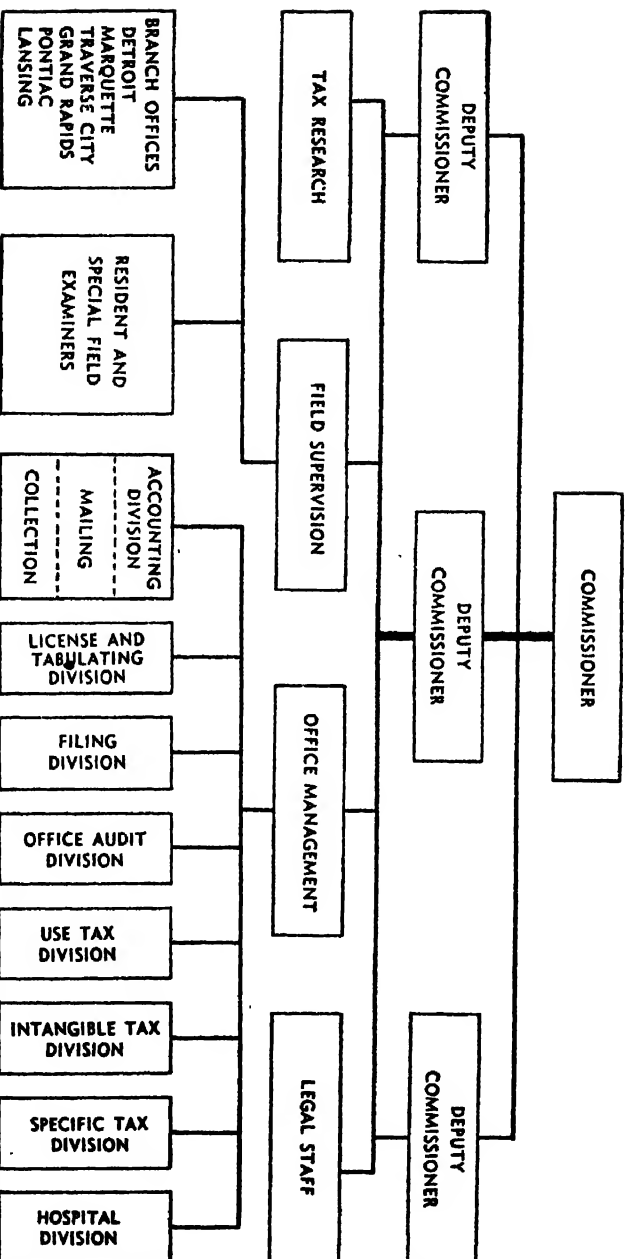 COMMISSIONER
DEPUTY
COMMISSIONER
DEPUTY
COMMISSIONER
DEPUTY
COMMISSIONER
TAX RESEARCH
FIELD SUPERVISION
OFFICE MANAGEMENT
LEGAL STAFF
BRANCH OFFICES
DETROIT
MARQUETTE
TRAVERSE CITY
GRAND RAPIDS
PONTIAC
LANSING
RESIDENT AND
SPECIAL FIELD
EXAMINERS
ACCOUNTING
DIVISION
MAILING
COLLECTION
LICENSE AND
TABULATING
DIVISION
FILING
DIVISION
OFFICE AUDIT
DIVISION
USE TAX
DIVISION
INTANGIBLE TAX
DIVISION
SPECIFIC TAX
DIVISION
HOSPITAL
DIVISION